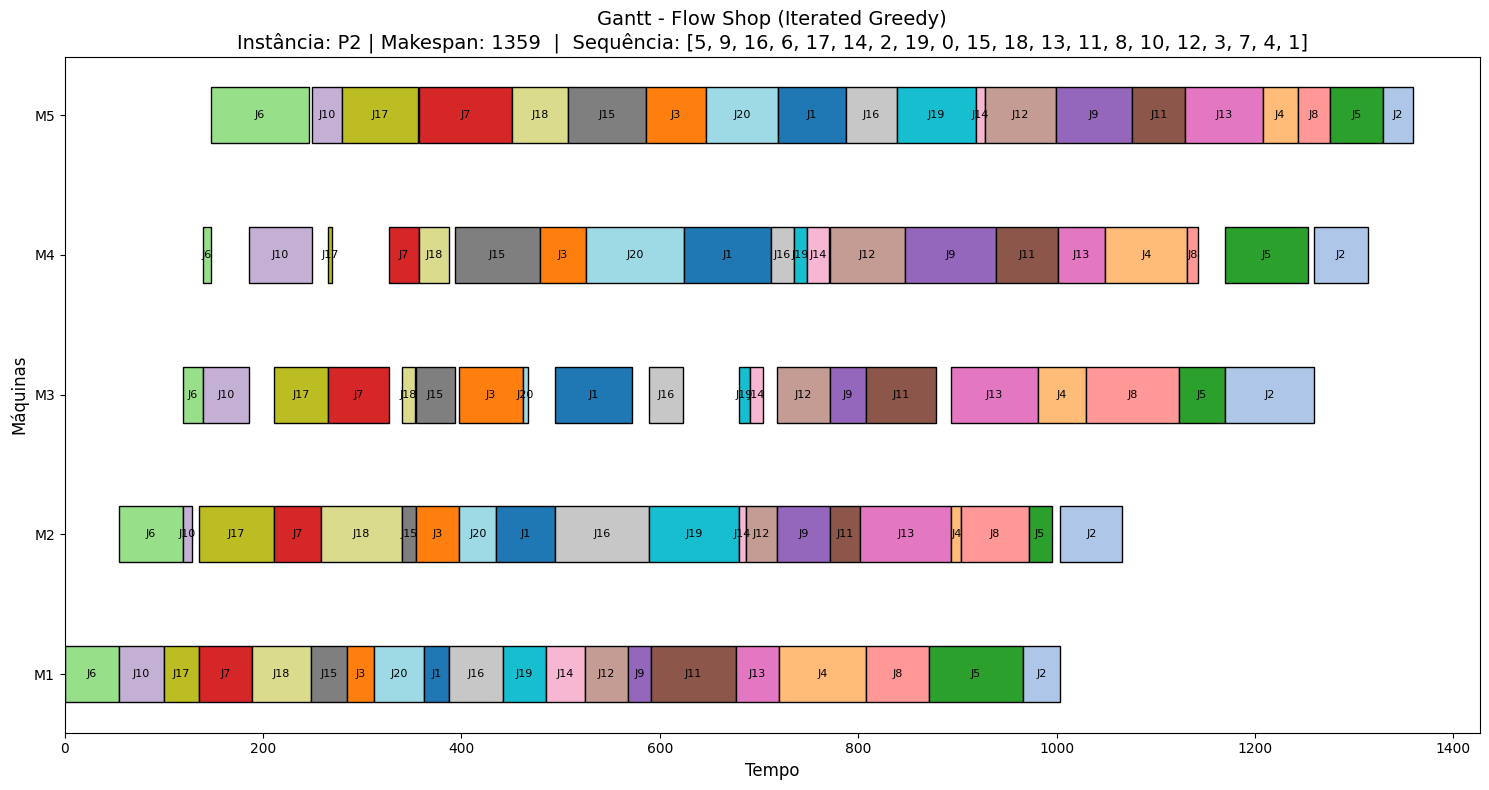 Gantt - Flow Shop (Iterated Greedy)
Instância: P2 | Makespan: 1359 | Sequência: [5, 9, 16, 6, 17, 14, 2, 19, 0, 15, 18, 13, 11, 8, 10, 12, 3, 7, 4, 1]
Máquinas
M5
J6 J10 J17 J7 J18 J15 J3 J20 J1 J16 J19 J14 J12 J9 J11 J13 J4 J8 J5 J2
M4
J6 J10 J17 J7 J18 J15 J3 J20 J1 J16 J19 J14 J12 J9 J11 J13 J4 J8 J5 J2
M3
J6 J10 J17 J7 J18 J15 J3 J20 J1 J16 J19 J14 J12 J9 J11 J13 J4 J8 J5 J2
M2
J6 J10 J17 J7 J18 J15 J3 J20 J1 J16 J19 J14 J12 J9 J11 J13 J4 J8 J5 J2
M1
J6 J10 J17 J7 J18 J15 J3 J20 J1 J16 J19 J14 J12 J9 J11 J13 J4 J8 J5 J2
0 200 400 600 800 1000 1200 1400
Tempo